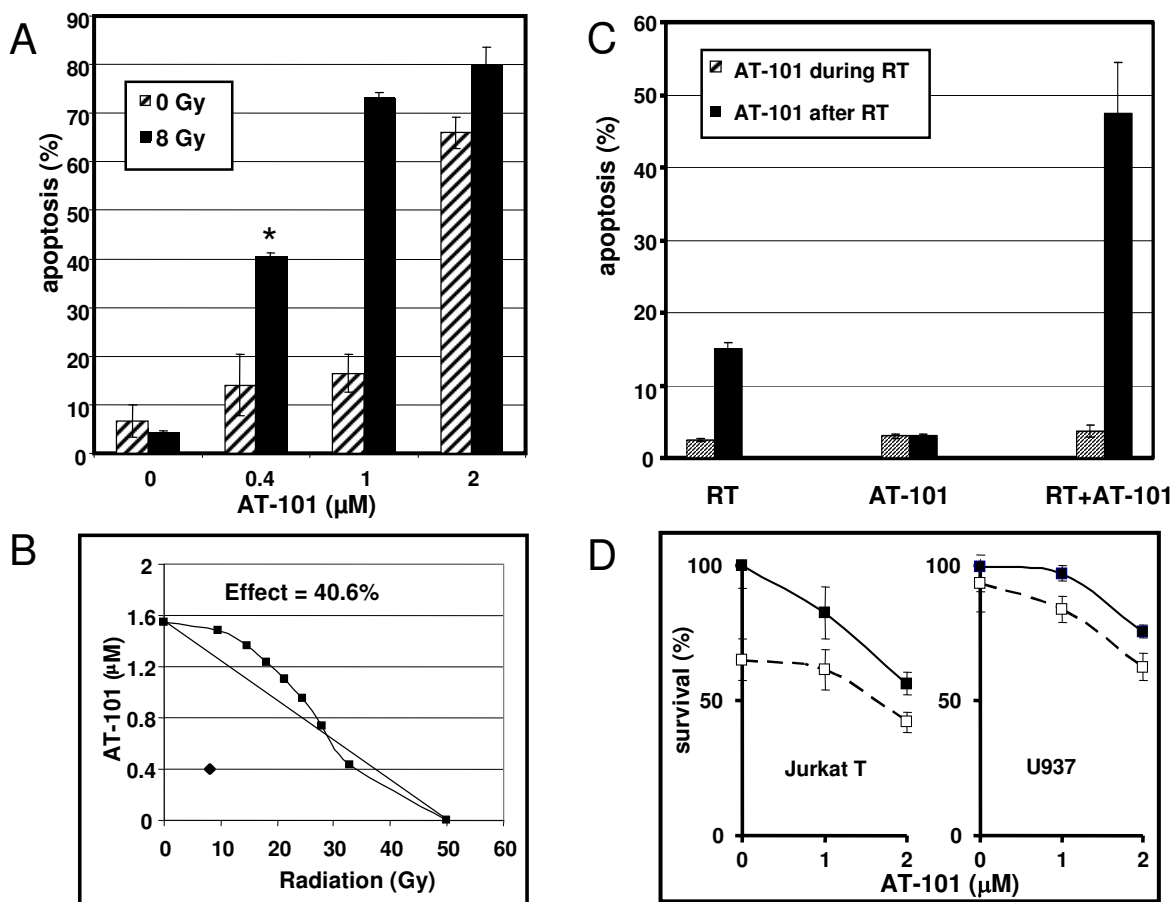 A
apoptosis (%)
90
80
70
60
50
40
30
20
10
0
0 Gy
8 Gy
*
0 0.4 1 2
AT-101 (µM)
C
apoptosis (%)
60
50
40
30
20
10
0
AT-101 during RT
AT-101 after RT
RT AT-101 RT+AT-101
B
AT-101 (µM)
2
1.6
1.2
0.8
0.4
0
Effect = 40.6%
0 10 20 30 40 50 60
Radiation (Gy)
D
survival (%)
100
50
0
Jurkat T
0 1 2
100
50
0
U937
0 1 2
AT-101 (µM)